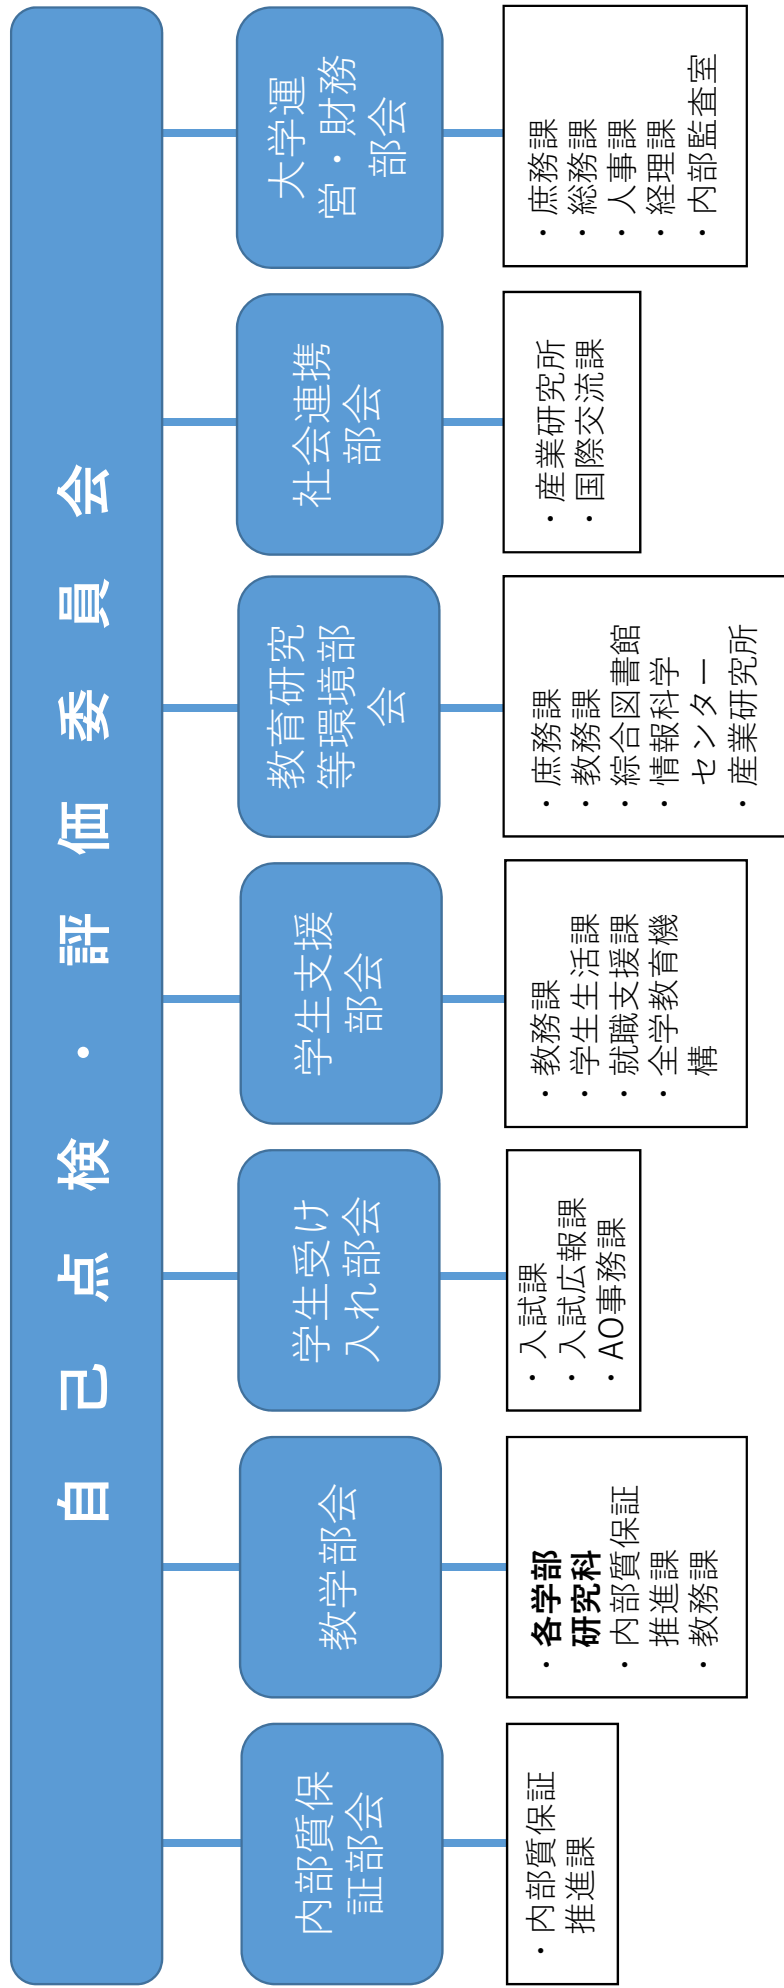 自己点検・評価委員会
内部質保
証部会
・内部質保証
推進課
教学部会
・各学部
研究科
・内部質保証
推進課
・教務課
学生受け
入れ部会
・入試課
・入試広報課
・AO事務課
学生支援
部会
・教務課
・学生生活課
・就職支援課
・全学教育機
構
教育研究
等環境部
会
・庶務課
・教務課
・綜合図書館
・情報科学
センター
・産業研究所
社会連携
部会
・産業研究所
・国際交流課
大学運
営・財務
部会
・庶務課
・総務課
・人事課
・経理課
・内部監査室